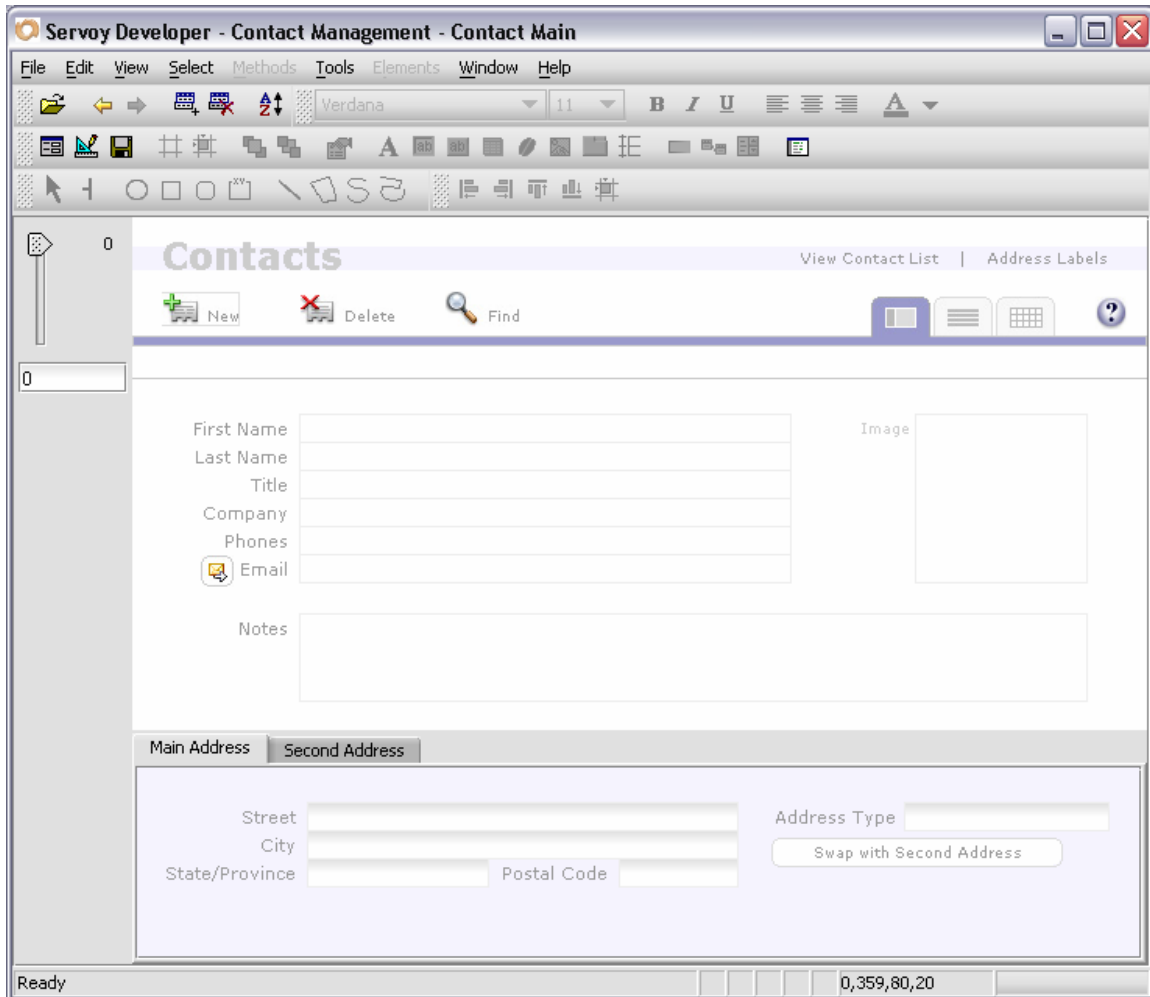 Servoy Developer - Contact Management - Contact Main
File Edit View Select Methods Tools Elements Window Help
Verdana 11 B I U A
A ab ab
0
Contacts
View Contact List | Address Labels
New Delete Find ?
0
First Name Image
Last Name
Title
Company
Phones
Email
Notes
Main Address Second Address
Street Address Type
City Swap with Second Address
State/Province Postal Code
Ready 0,359,80,20